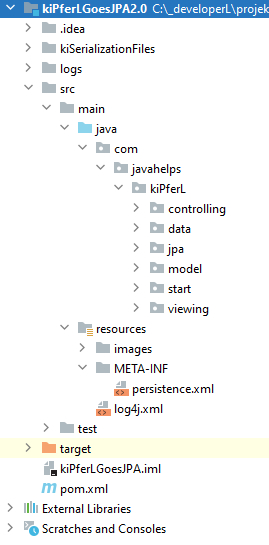 kiPferLGoesJPA2.0 C:\_developerL\projek
.idea
kiSerializationFiles
logs
src
main
java
com
javahelps
kiPferL
controlling
data
jpa
model
start
viewing
resources
images
META-INF
persistence.xml
log4j.xml
test
target
kiPferLGoesJPA.iml
pom.xml
External Libraries
Scratches and Consoles